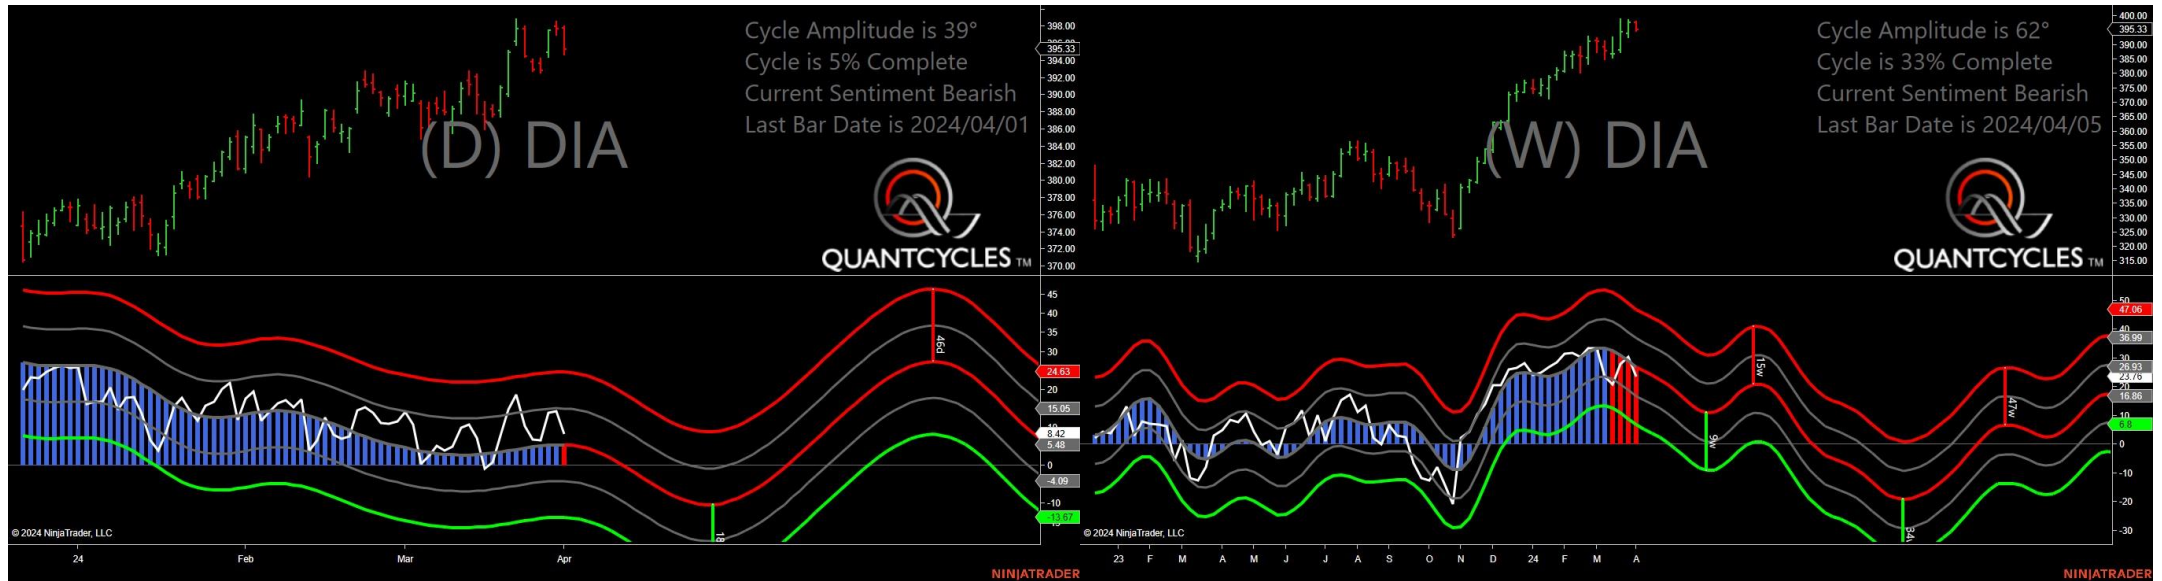 Cycle Amplitude is 39°
Cycle is 5% Complete
Current Sentiment Bearish
Last Bar Date is 2024/04/01
(D) DIA
QUANTCYCLES TM
398.00
395.33
394.00
392.00
390.00
388.00
386.00
384.00
382.00
380.00
378.00
376.00
374.00
372.00
370.00
45
40
35
30
24.63
20
15.05
8.42
5.48
0
-4.09
-10
-13.67
46d
18
© 2024 NinjaTrader, LLC
24 Feb Mar Apr
NINJATRADER
Cycle Amplitude is 62°
Cycle is 33% Complete
Current Sentiment Bearish
Last Bar Date is 2024/04/05
(W) DIA
QUANTCYCLES TM
400.00
395.33
390.00
385.00
380.00
375.00
370.00
365.00
360.00
355.00
350.00
345.00
340.00
335.00
330.00
325.00
320.00
315.00
50
47.06
40
36.99
30
26.93
23.76
20
16.86
10
6.8
0
-10
-20
-30
15w
9w
47w
34
© 2024 NinjaTrader, LLC
23 F M A M J J A S O N D 24 F M A
NINJATRADER